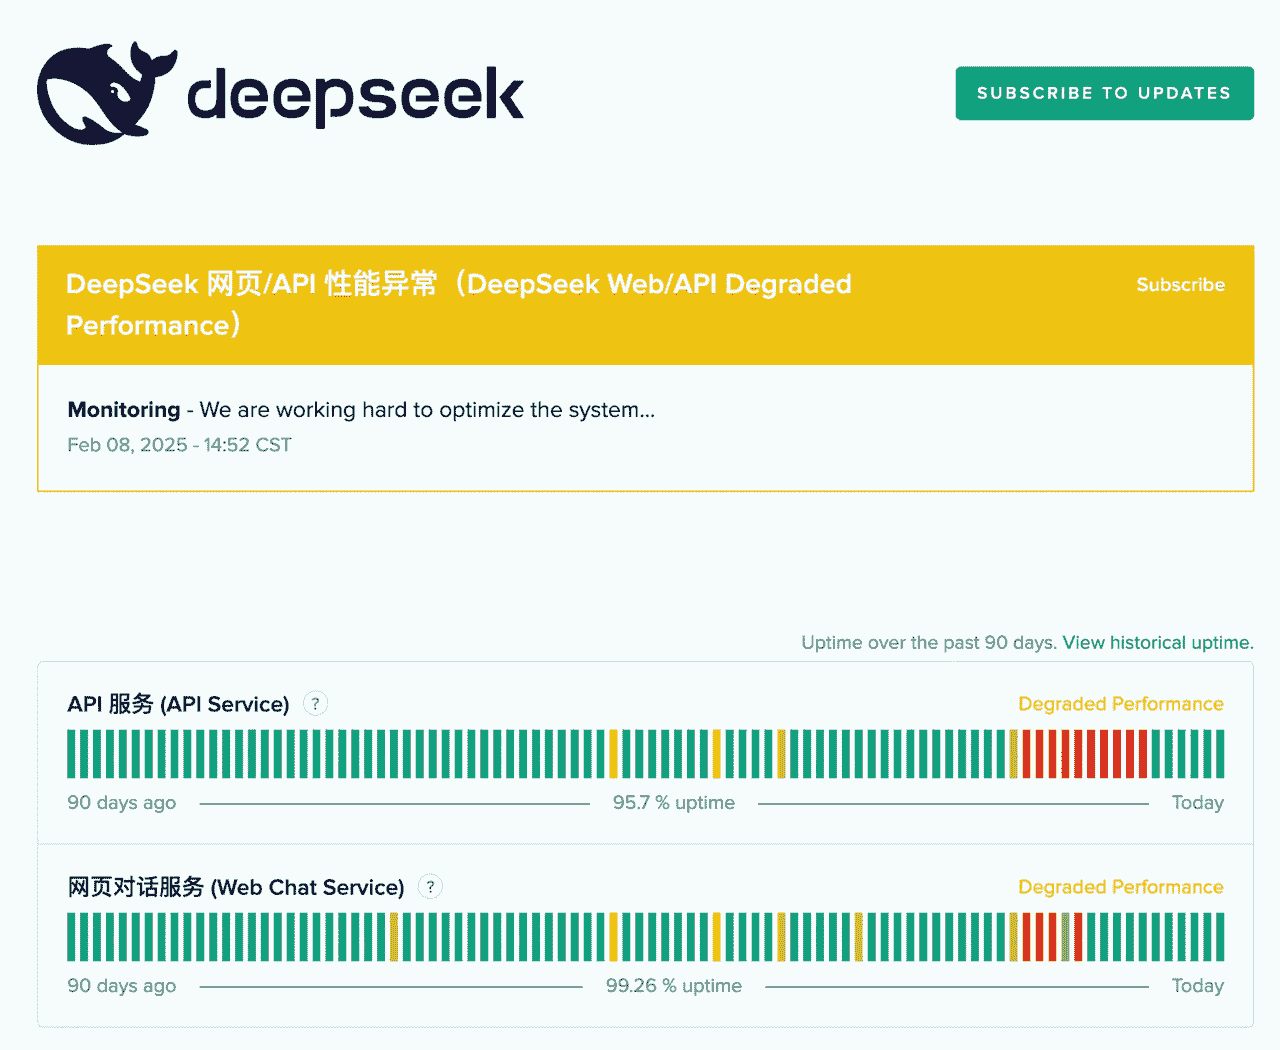 deepseek
SUBSCRIBE TO UPDATES
DeepSeek 网页/API 性能异常（DeepSeek Web/API Degraded
Performance）
Subscribe
Monitoring - We are working hard to optimize the system...
Feb 08, 2025 - 14:52 CST
Uptime over the past 90 days. View historical uptime.
API 服务 (API Service) ?
Degraded Performance
90 days ago
95.7 % uptime
Today
网页对话服务 (Web Chat Service) ?
Degraded Performance
90 days ago
99.26 % uptime
Today